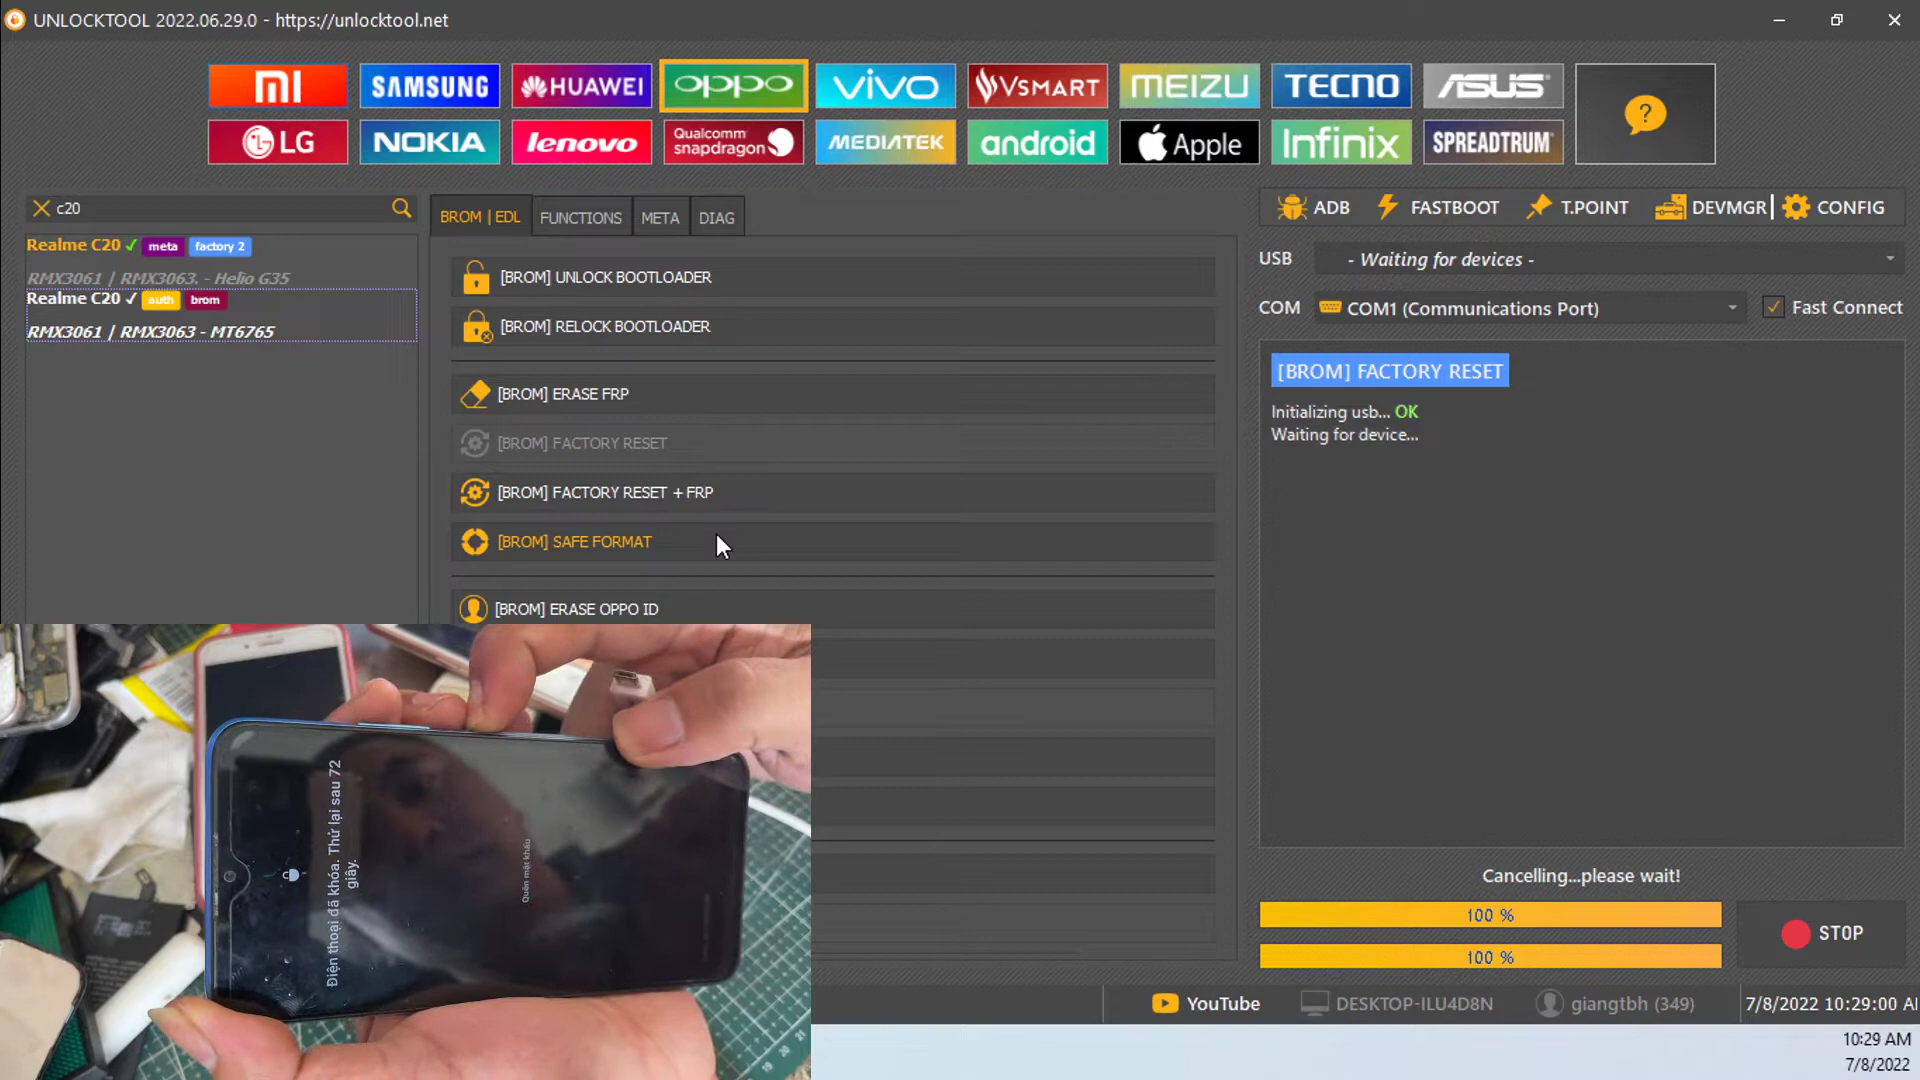 UNLOCKTOOL 2022.06.29.0 - https://unlocktool.net
MI
SAMSUNG
HUAWEI
oppo
vivo
VSMART
MEIZU
TECNO
ASUS
?
LG
NOKIA
lenovo
Qualcomm
snapdragon
MEDIATEK
android
Apple
Infinix
SPREADTRUM
c20
Realme C20 ✓ meta factory 2
RMX3061 | RMX3063. - Helio G35
Realme C20 ✓ auth brom
RMX3061 | RMX3063 - MT6765
BROM | EDL
FUNCTIONS
META
DIAG
[BROM] UNLOCK BOOTLOADER
[BROM] RELOCK BOOTLOADER
[BROM] ERASE FRP
[BROM] FACTORY RESET
[BROM] FACTORY RESET + FRP
[BROM] SAFE FORMAT
[BROM] ERASE OPPO ID
ADB
FASTBOOT
T.POINT
DEVMGR
CONFIG
USB - Waiting for devices -
COM COM1 (Communications Port) Fast Connect
[BROM] FACTORY RESET
Initializing usb... OK
Waiting for device...
Cancelling...please wait!
100 %
100 %
STOP
Điện thoại đã khóa. Thử lại sau 72
giây.
Quên mật khẩu
YouTube
DESKTOP-ILU4D8N
giangtbh (349)
7/8/2022 10:29:00 AM
10:29 AM
7/8/2022